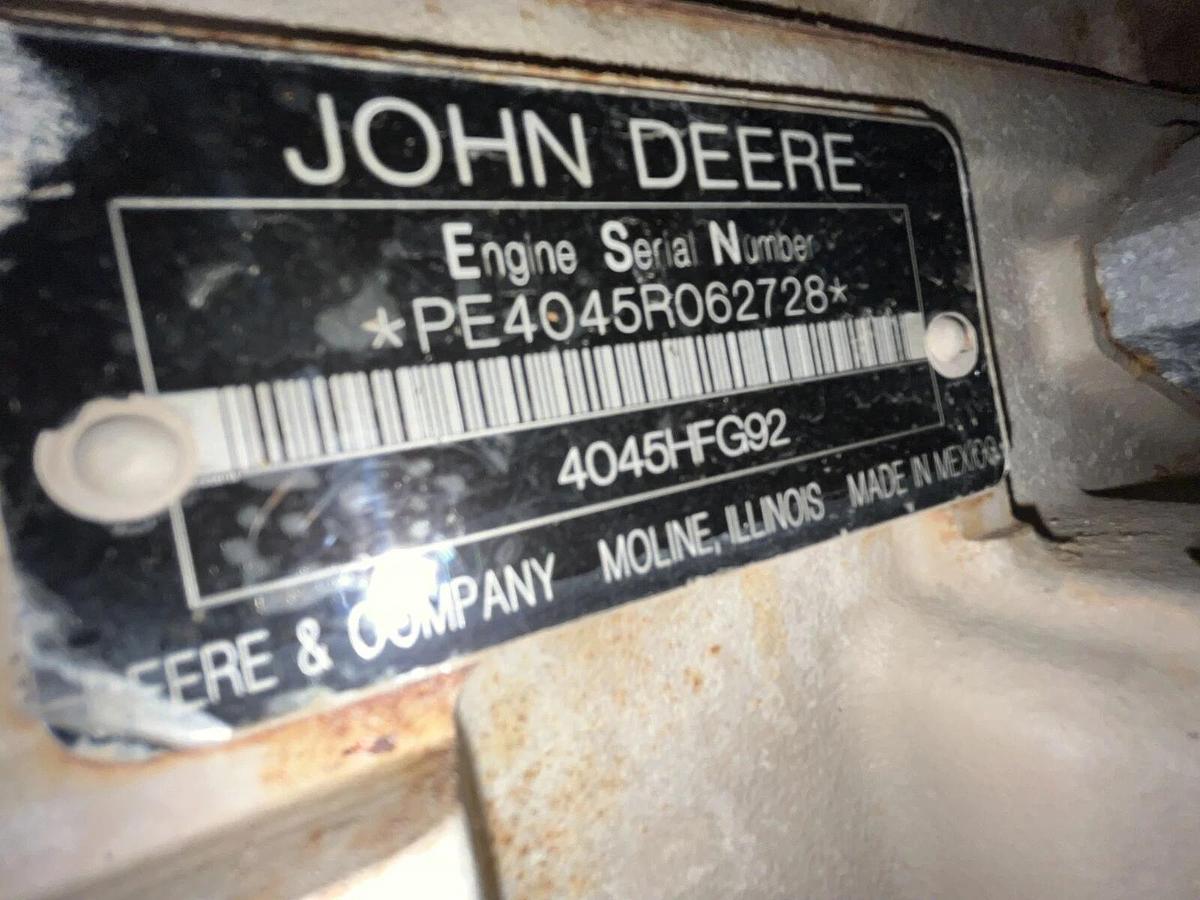 JOHN DEERE
Engine Serial Number
*PE4045R062728*
4045HFG92
DEERE & COMPANY MOLINE, ILLINOIS MADE IN MEXICO